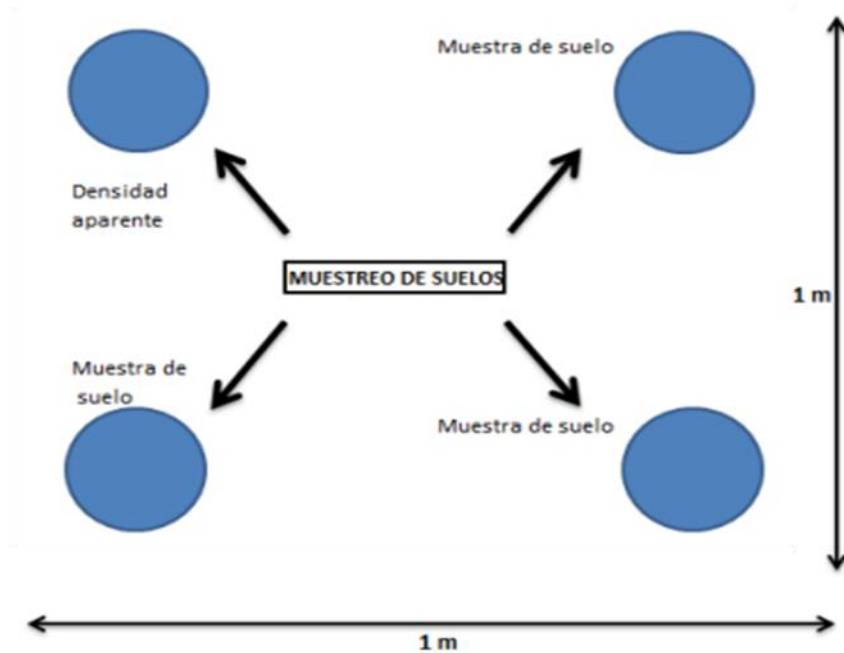 Muestra de suelo
Densidad
aparente
MUESTREO DE SUELOS
1 m
Muestra de
suelo
Muestra de suelo
1 m